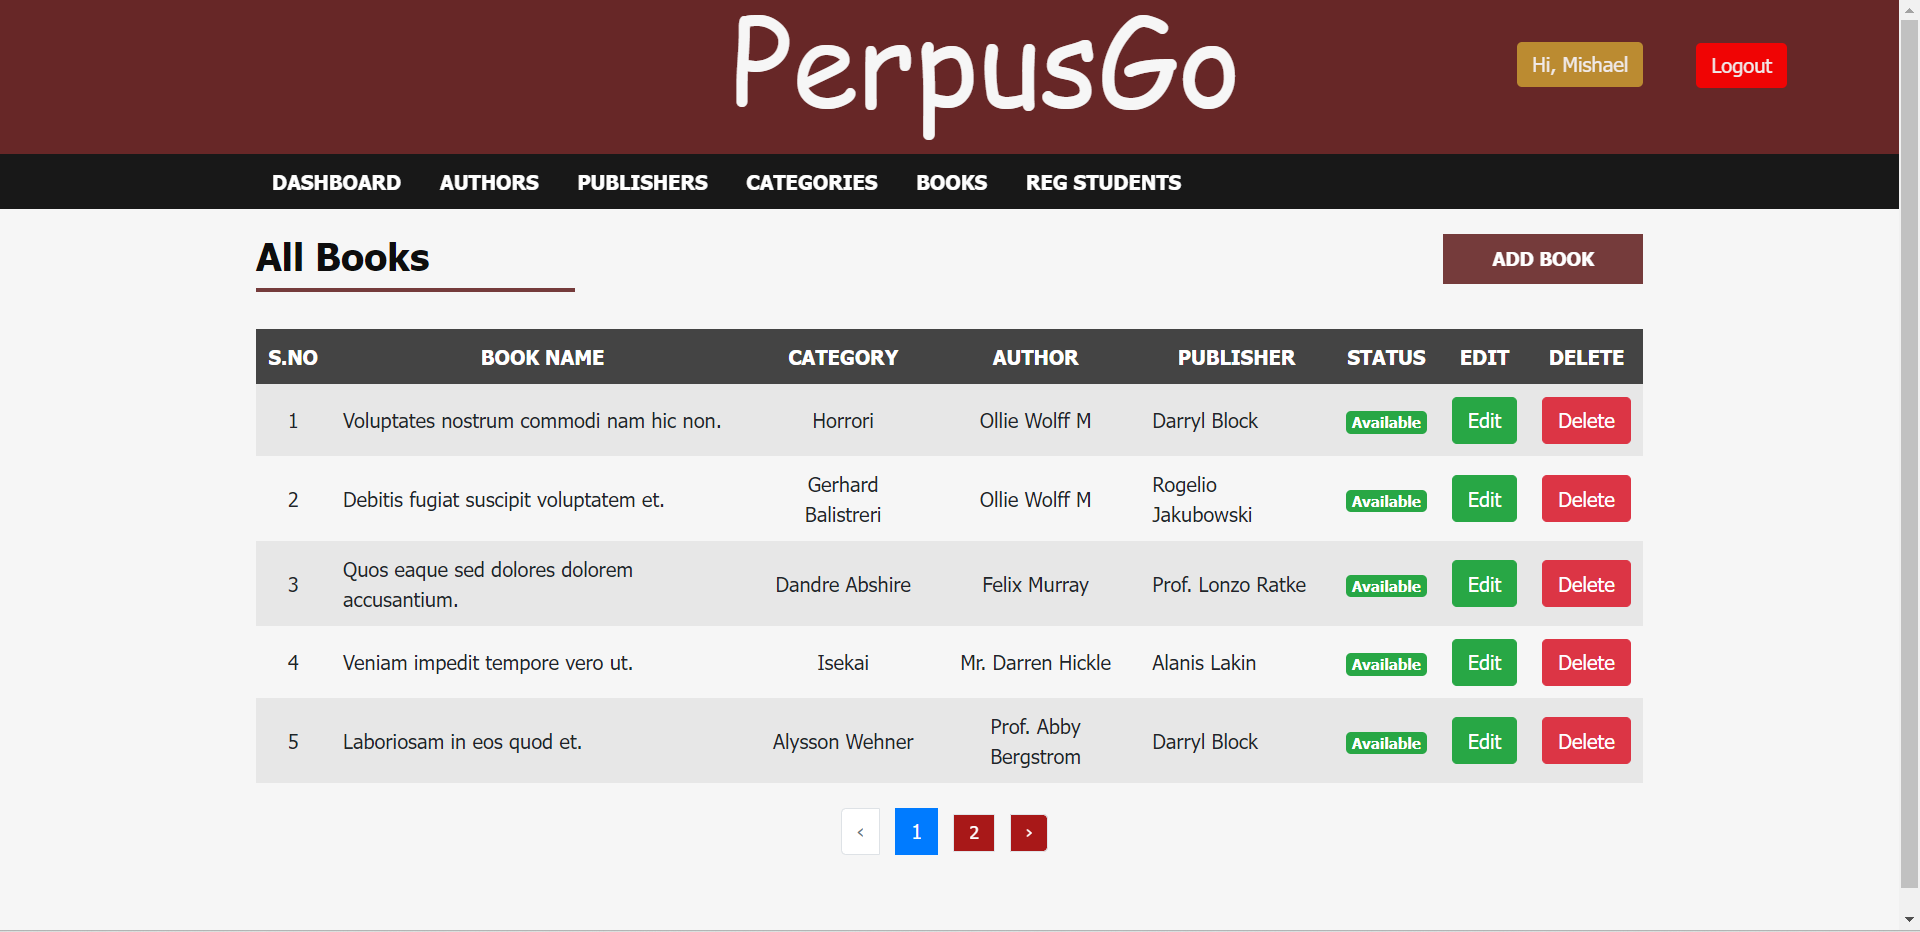 PerpusGo
Hi, Mishael
Logout
DASHBOARD AUTHORS PUBLISHERS CATEGORIES BOOKS REG STUDENTS
All Books
ADD BOOK
S.NO BOOK NAME CATEGORY AUTHOR PUBLISHER STATUS EDIT DELETE
1 Voluptates nostrum commodi nam hic non. Horrori Ollie Wolff M Darryl Block Available Edit Delete
2 Debitis fugiat suscipit voluptatem et. Gerhard Balistreri Ollie Wolff M Rogelio Jakubowski Available Edit Delete
3 Quos eaque sed dolores dolorem accusantium. Dandre Abshire Felix Murray Prof. Lonzo Ratke Available Edit Delete
4 Veniam impedit tempore vero ut. Isekai Mr. Darren Hickle Alanis Lakin Available Edit Delete
5 Laboriosam in eos quod et. Alysson Wehner Prof. Abby Bergstrom Darryl Block Available Edit Delete
‹ 1 2 ›